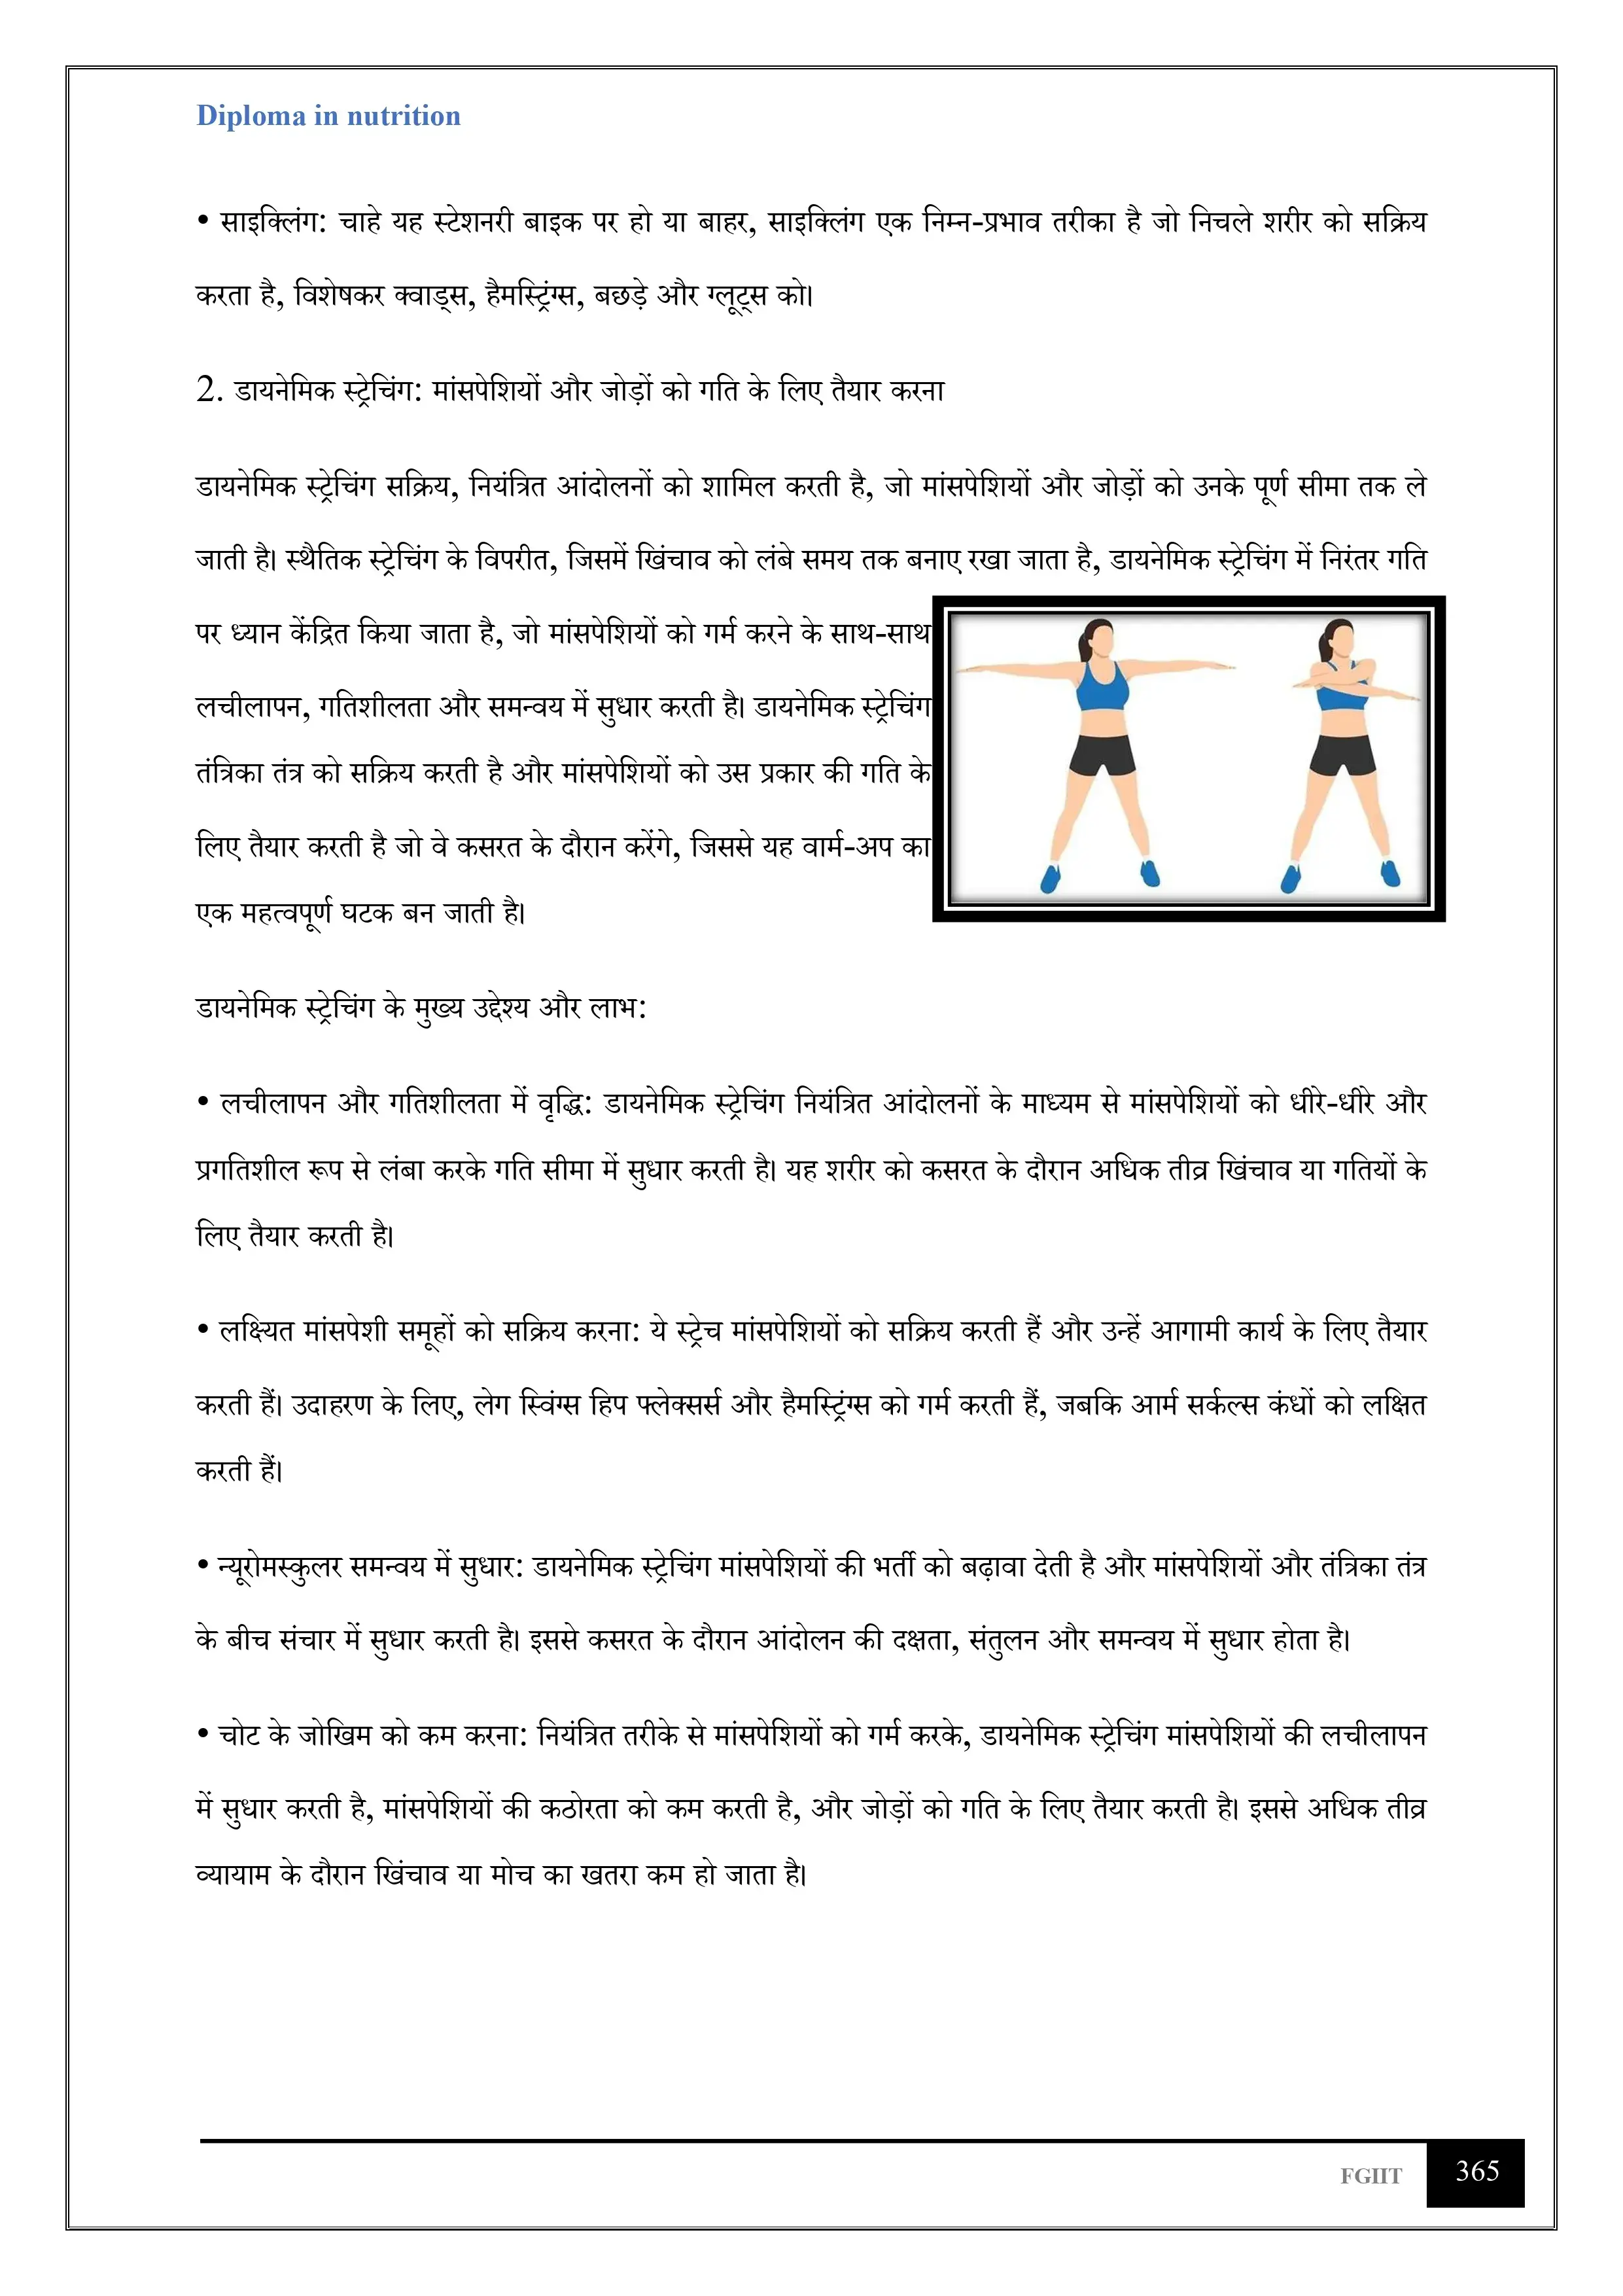 Diploma in nutrition
• साइक्लिंग: चाहे यह स्टेशनरी बाइक पर हो या बाहर, साइक्लिंग एक निम्न-प्रभाव तरीका है जो निचले शरीर को सक्रिय
करता है, विशेषकर क्वाड्स, हैमस्ट्रिंग्स, बछड़े और ग्लूट्स को।
2. डायनेमिक स्ट्रेचिंग: मांसपेशियों और जोड़ों को गति के लिए तैयार करना
डायनेमिक स्ट्रेचिंग सक्रिय, नियंत्रित आंदोलनों को शामिल करती है, जो मांसपेशियों और जोड़ों को उनके पूर्ण सीमा तक ले
जाती है। स्थैतिक स्ट्रेचिंग के विपरीत, जिसमें खिंचाव को लंबे समय तक बनाए रखा जाता है, डायनेमिक स्ट्रेचिंग में निरंतर गति
पर ध्यान केंद्रित किया जाता है, जो मांसपेशियों को गर्म करने के साथ-साथ
लचीलापन, गतिशीलता और समन्वय में सुधार करती है। डायनेमिक स्ट्रेचिंग
तंत्रिका तंत्र को सक्रिय करती है और मांसपेशियों को उस प्रकार की गति के
लिए तैयार करती है जो वे कसरत के दौरान करेंगे, जिससे यह वार्म-अप का
एक महत्वपूर्ण घटक बन जाती है।
डायनेमिक स्ट्रेचिंग के मुख्य उद्देश्य और लाभ:
• लचीलापन और गतिशीलता में वृद्धि: डायनेमिक स्ट्रेचिंग नियंत्रित आंदोलनों के माध्यम से मांसपेशियों को धीरे-धीरे और
प्रगतिशील रूप से लंबा करके गति सीमा में सुधार करती है। यह शरीर को कसरत के दौरान अधिक तीव्र खिंचाव या गतियों के
लिए तैयार करती है।
• लक्ष्यित मांसपेशी समूहों को सक्रिय करना: ये स्ट्रेच मांसपेशियों को सक्रिय करती हैं और उन्हें आगामी कार्य के लिए तैयार
करती हैं। उदाहरण के लिए, लेग स्विंग्स हिप फ्लेक्सर्स और हैमस्ट्रिंग्स को गर्म करती हैं, जबकि आर्म सर्कल्स कंधों को लक्षित
करती हैं।
• न्यूरोमस्कुलर समन्वय में सुधार: डायनेमिक स्ट्रेचिंग मांसपेशियों की भर्ती को बढ़ावा देती है और मांसपेशियों और तंत्रिका तंत्र
के बीच संचार में सुधार करती है। इससे कसरत के दौरान आंदोलन की दक्षता, संतुलन और समन्वय में सुधार होता है।
• चोट के जोखिम को कम करना: नियंत्रित तरीके से मांसपेशियों को गर्म करके, डायनेमिक स्ट्रेचिंग मांसपेशियों की लचीलापन
में सुधार करती है, मांसपेशियों की कठोरता को कम करती है, और जोड़ों को गति के लिए तैयार करती है। इससे अधिक तीव्र
व्यायाम के दौरान खिंचाव या मोच का खतरा कम हो जाता है।
FGIIT 365